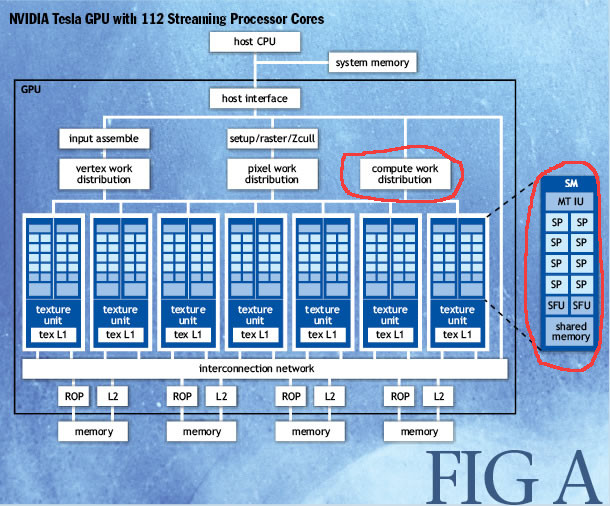 NVIDIA Tesla GPU with 112 Streaming Processor Cores
host CPU
system memory
GPU
host interface
input assemble
setup/raster/Zcull
vertex work
distribution
pixel work
distribution
compute work
distribution
SM
MT IU
SP SP
SP SP
SP SP
SP SP
SFU SFU
shared
memory
texture
unit
tex L1
texture
unit
tex L1
texture
unit
tex L1
texture
unit
tex L1
texture
unit
tex L1
texture
unit
tex L1
texture
unit
tex L1
interconnection network
ROP L2 ROP L2 ROP L2 ROP L2
memory memory memory memory
FIG A